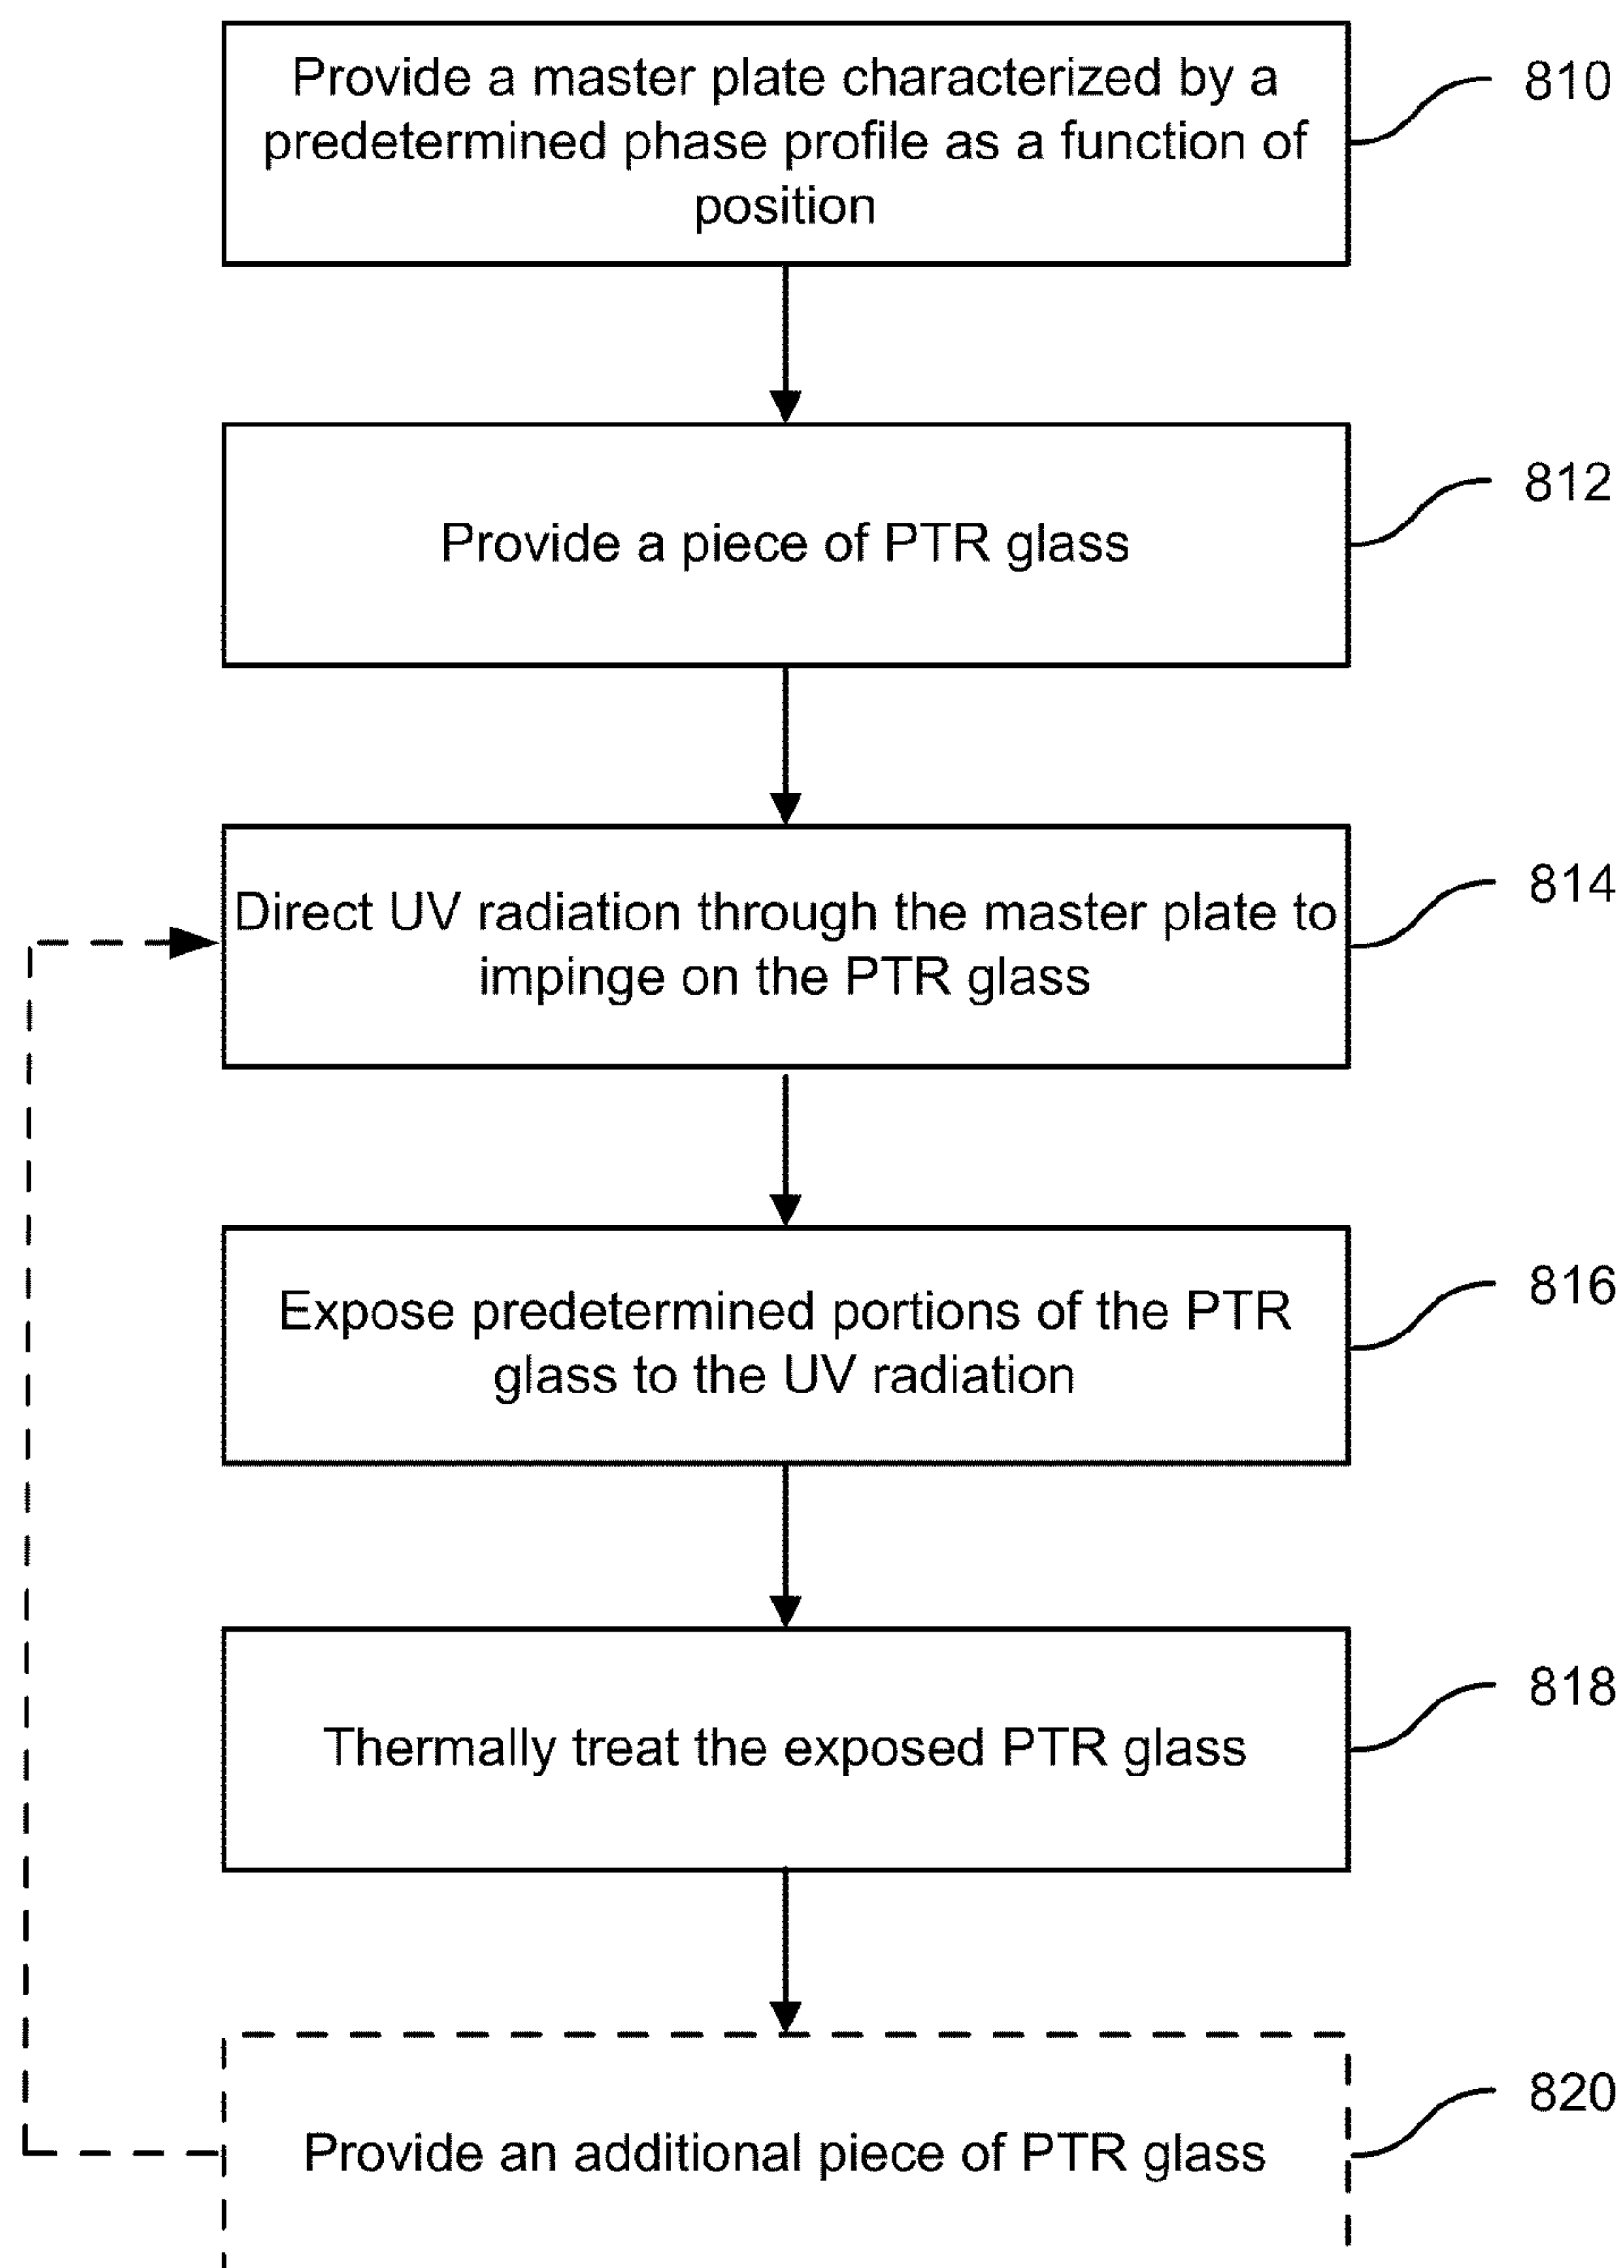 Provide a master plate characterized by a
predetermined phase profile as a function of
position
810
Provide a piece of PTR glass
812
Direct UV radiation through the master plate to
impinge on the PTR glass
814
Expose predetermined portions of the PTR
glass to the UV radiation
816
Thermally treat the exposed PTR glass
818
Provide an additional piece of PTR glass
820